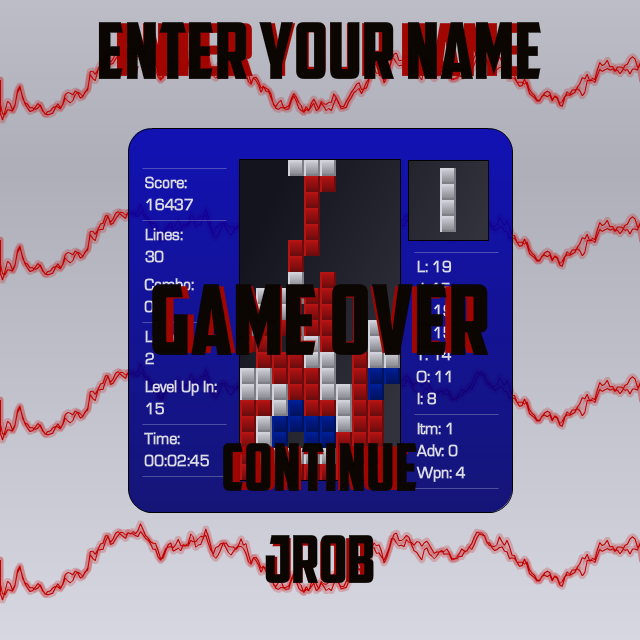 ENTER YOUR NAME
Score:
16437
Lines:
30
Combo:
0
2
Level Up In:
15
Time:
00:02:45
L: 19
T: 14
O: 11
I: 8
Itm: 1
Adv: 0
Wpn: 4
GAME OVER
CONTINUE
JROB